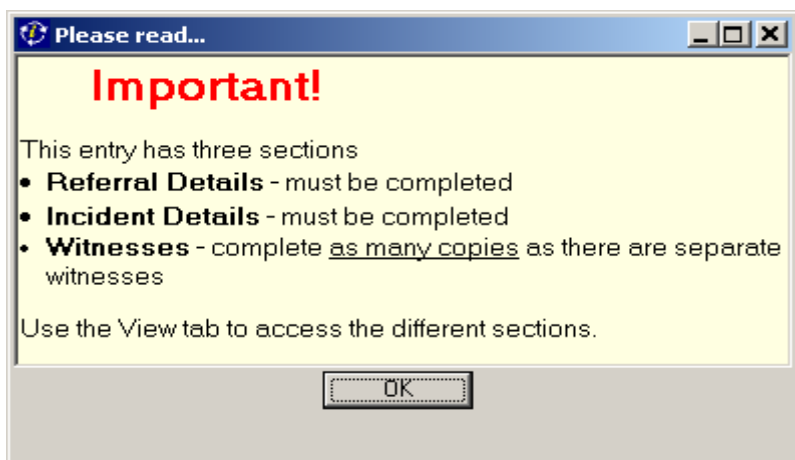 Please read...
Important!
This entry has three sections
• Referral Details - must be completed
• Incident Details - must be completed
• Witnesses - complete as many copies as there are separate
witnesses
Use the View tab to access the different sections.
OK